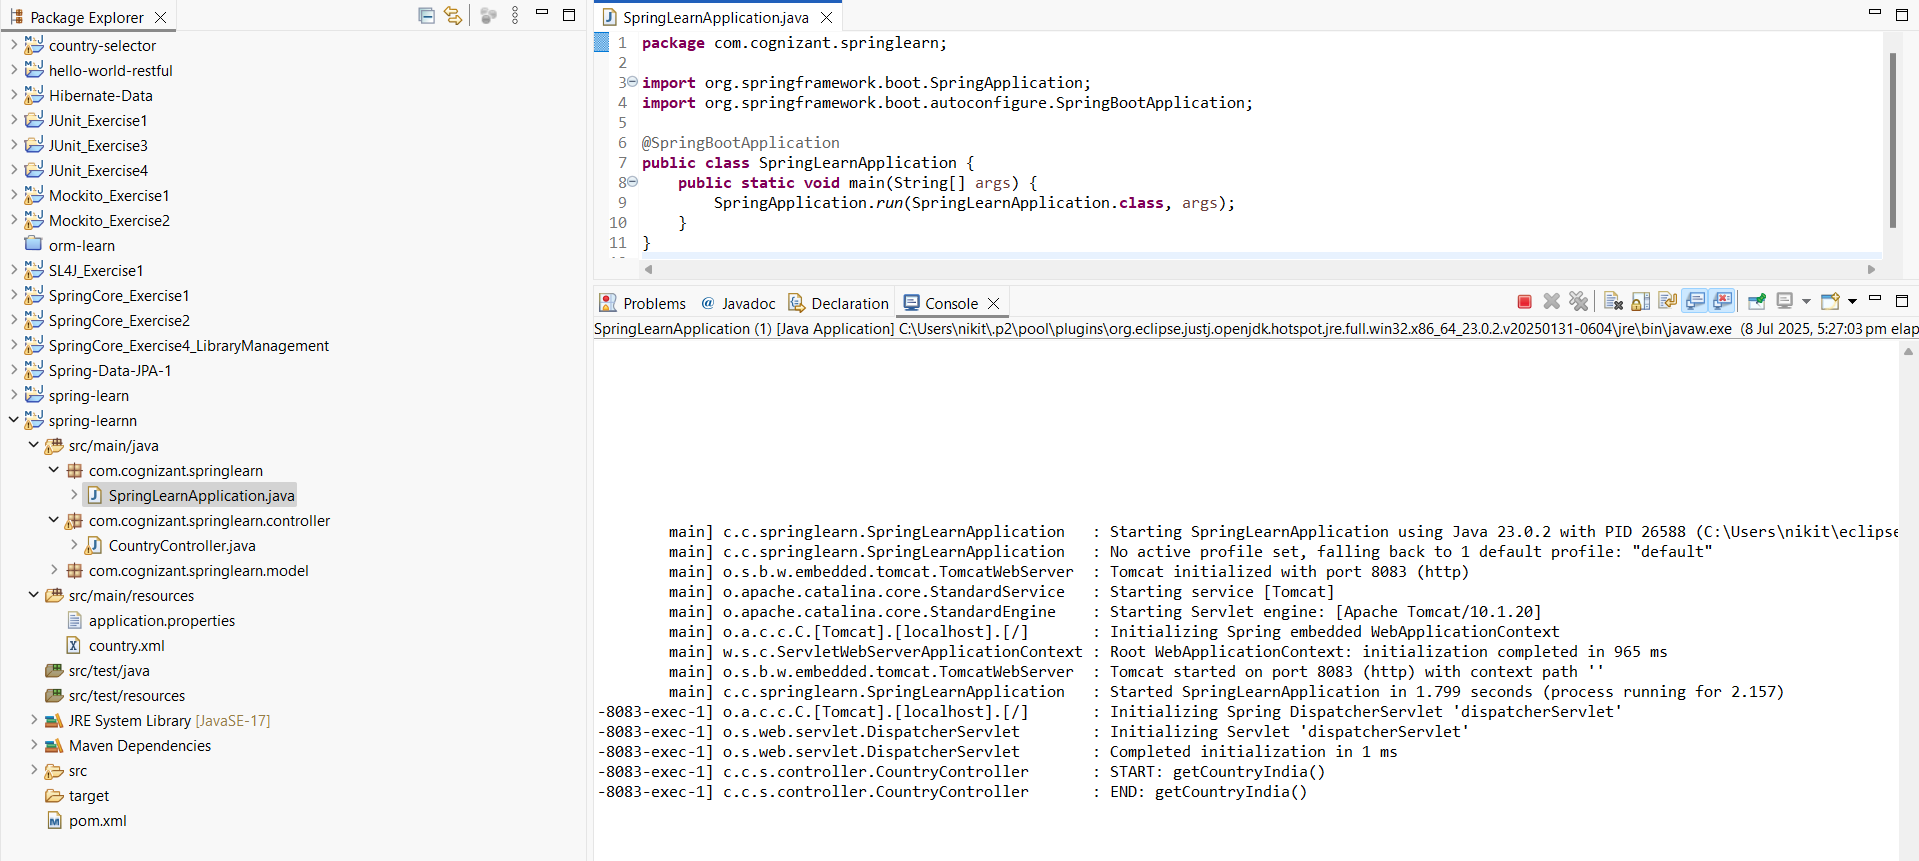 Package Explorer
country-selector
hello-world-restful
Hibernate-Data
JUnit_Exercise1
JUnit_Exercise3
JUnit_Exercise4
Mockito_Exercise1
Mockito_Exercise2
orm-learn
SL4J_Exercise1
SpringCore_Exercise1
SpringCore_Exercise2
SpringCore_Exercise4_LibraryManagement
Spring-Data-JPA-1
spring-learn
spring-learnn
src/main/java
com.cognizant.springlearn
SpringLearnApplication.java
com.cognizant.springlearn.controller
CountryController.java
com.cognizant.springlearn.model
src/main/resources
application.properties
country.xml
src/test/java
src/test/resources
JRE System Library [JavaSE-17]
Maven Dependencies
src
target
pom.xml
SpringLearnApplication.java
1 package com.cognizant.springlearn;
2
3 import org.springframework.boot.SpringApplication;
4 import org.springframework.boot.autoconfigure.SpringBootApplication;
5
6 @SpringBootApplication
7 public class SpringLearnApplication {
8 public static void main(String[] args) {
9 SpringApplication.run(SpringLearnApplication.class, args);
10 }
11 }
Problems @ Javadoc Declaration Console
SpringLearnApplication (1) [Java Application] C:\Users\nikit\.p2\pool\plugins\org.eclipse.justj.openjdk.hotspot.jre.full.win32.x86_64_23.0.2.v20250131-0604\jre\bin\javaw.exe (8 Jul 2025, 5:27:03 pm elap
main] c.c.springlearn.SpringLearnApplication : Starting SpringLearnApplication using Java 23.0.2 with PID 26588 (C:\Users\nikit\eclipse
main] c.c.springlearn.SpringLearnApplication : No active profile set, falling back to 1 default profile: "default"
main] o.s.b.w.embedded.tomcat.TomcatWebServer : Tomcat initialized with port 8083 (http)
main] o.apache.catalina.core.StandardService : Starting service [Tomcat]
main] o.apache.catalina.core.StandardEngine : Starting Servlet engine: [Apache Tomcat/10.1.20]
main] o.a.c.c.C.[Tomcat].[localhost].[/] : Initializing Spring embedded WebApplicationContext
main] w.s.c.ServletWebServerApplicationContext : Root WebApplicationContext: initialization completed in 965 ms
main] o.s.b.w.embedded.tomcat.TomcatWebServer : Tomcat started on port 8083 (http) with context path ''
main] c.c.springlearn.SpringLearnApplication : Started SpringLearnApplication in 1.799 seconds (process running for 2.157)
-8083-exec-1] o.a.c.c.C.[Tomcat].[localhost].[/] : Initializing Spring DispatcherServlet 'dispatcherServlet'
-8083-exec-1] o.s.web.servlet.DispatcherServlet : Initializing Servlet 'dispatcherServlet'
-8083-exec-1] o.s.web.servlet.DispatcherServlet : Completed initialization in 1 ms
-8083-exec-1] c.c.s.controller.CountryController : START: getCountryIndia()
-8083-exec-1] c.c.s.controller.CountryController : END: getCountryIndia()